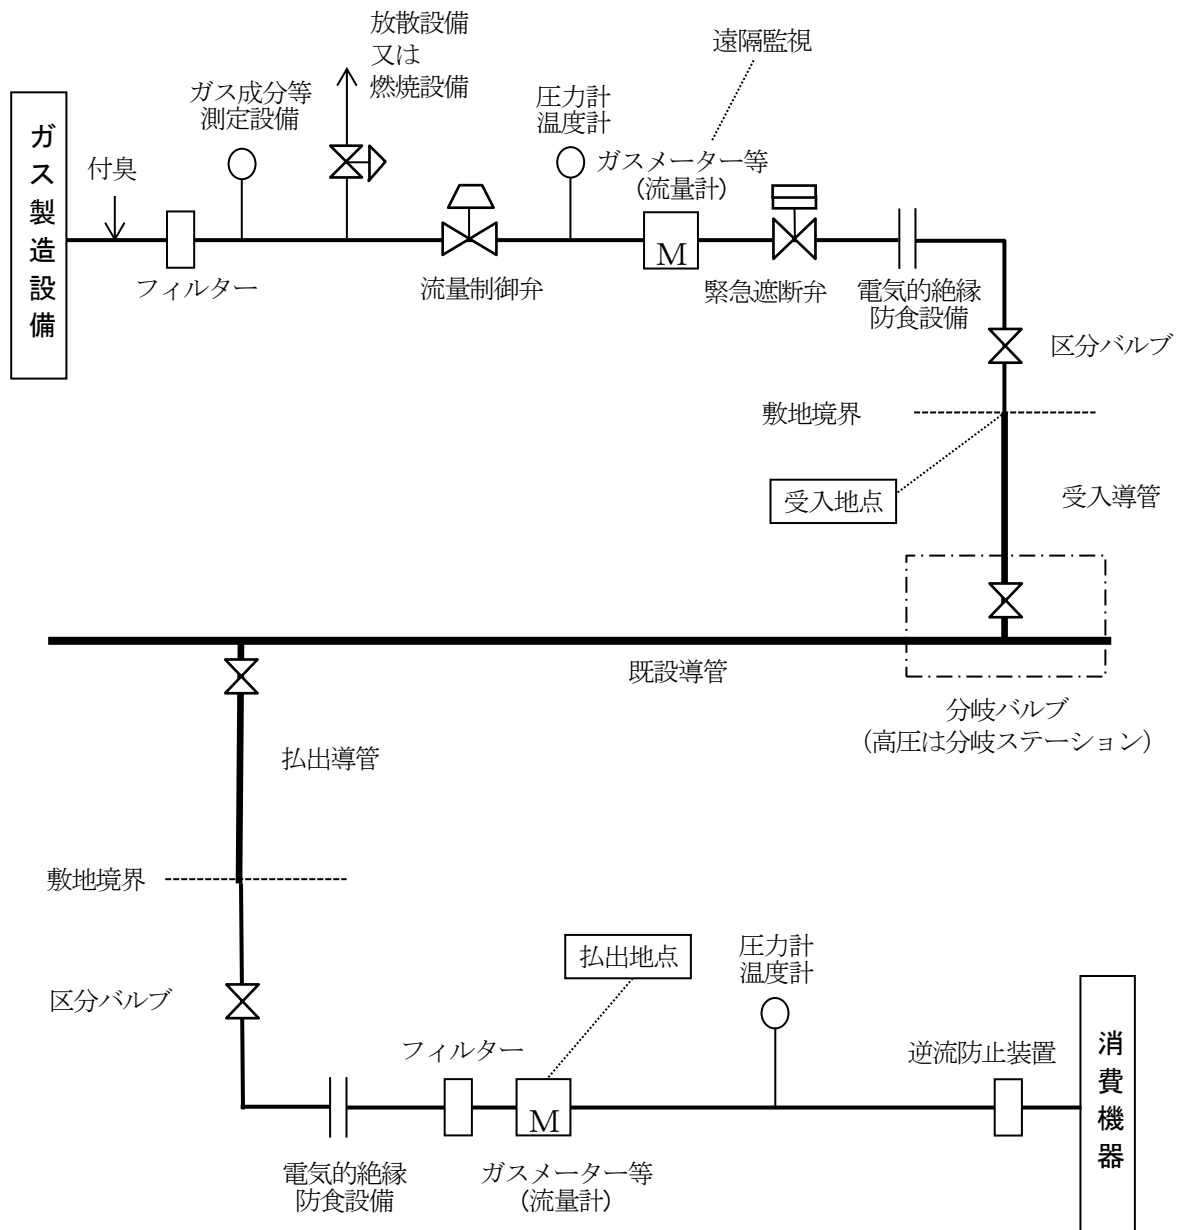 放散設備
又は
燃焼設備
遠隔監視
ガス成分等
測定設備
圧力計
温度計
ガス製造設備
付臭
ガスメーター等
(流量計)
M
フィルター
流量制御弁
緊急遮断弁
電気的絶縁
防食設備
区分バルブ
敷地境界
受入地点
受入導管
既設導管
分岐バルブ
(高圧は分岐ステーション)
払出導管
敷地境界
払出地点
圧力計
温度計
区分バルブ
フィルター
逆流防止装置
消費機器
M
電気的絶縁
防食設備
ガスメーター等
(流量計)